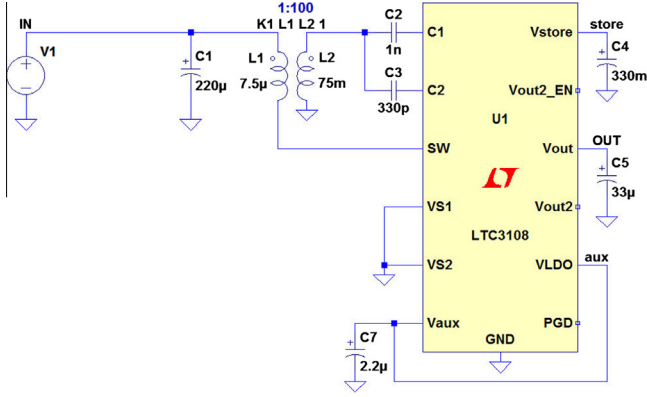 1:100
IN
K1 L1 L2 1
C2
1n
C1
Vstore
store
V1
+
−
+
C1
220µ
L1
7.5µ
L2
75m
C3
330p
C2
+
C4
330m
Vout2_EN
U1
SW
Vout
OUT
+
C5
33µ
VS1
Vout2
LTC3108
VS2
VLDO
aux
Vaux
PGD
+
C7
2.2µ
GND